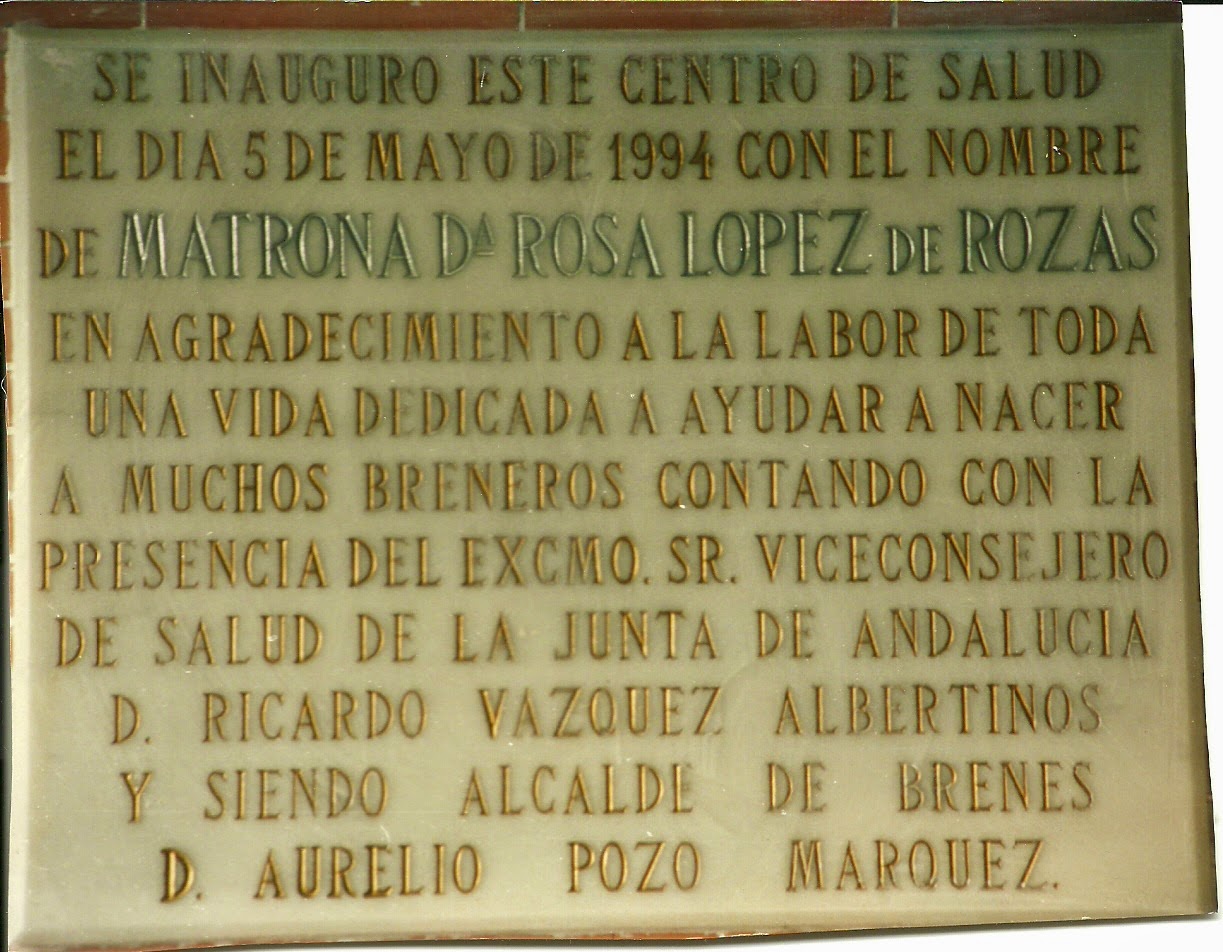 SE INAUGURO ESTE CENTRO DE SALUD
EL DIA 5 DE MAYO DE 1994 CON EL NOMBRE
DE MATRONA Dª ROSA LOPEZ DE ROZAS
EN AGRADECIMIENTO A LA LABOR DE TODA
UNA VIDA DEDICADA A AYUDAR A NACER
A MUCHOS BRENEROS CONTANDO CON LA
PRESENCIA DEL EXCMO. SR. VICECONSEJERO
DE SALUD DE LA JUNTA DE ANDALUCIA
D. RICARDO VAZQUEZ ALBERTINOS
Y SIENDO ALCALDE DE BRENES
D. AURELIO POZO MARQUEZ.